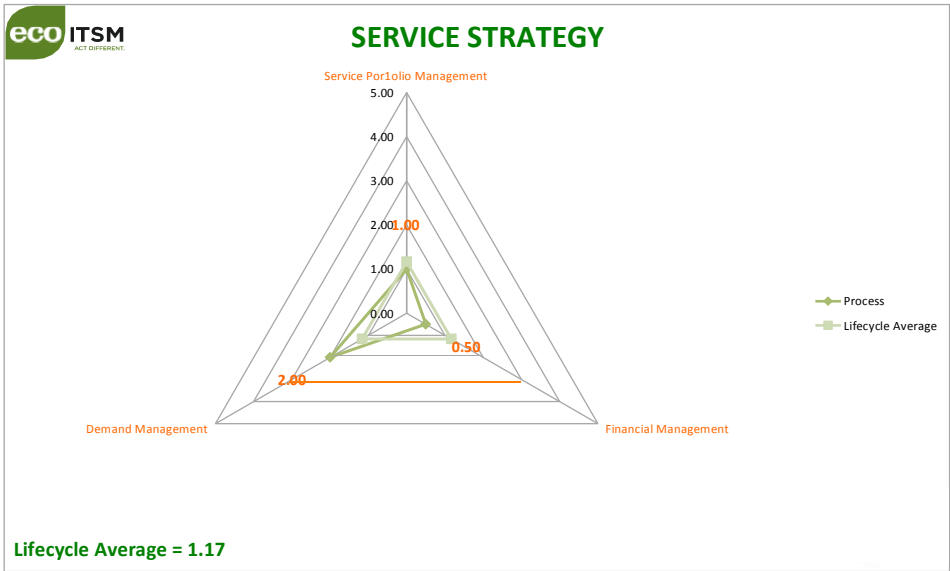 eco ITSM
ACT DIFFERENT.
SERVICE STRATEGY
Service Por1olio Management
5.00
4.00
3.00
2.00
1.00
1.00
0.00
0.50
2.00
Demand Management
Financial Management
Process
Lifecycle Average
Lifecycle Average = 1.17